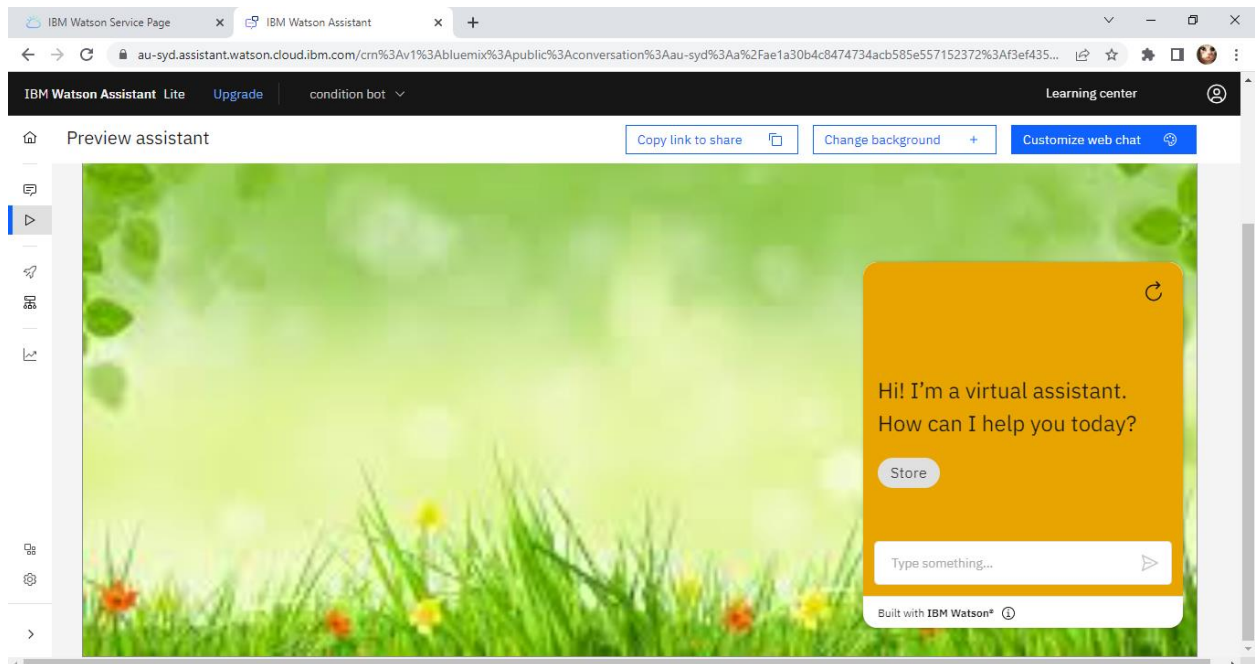 IBM Watson Service Page
IBM Watson Assistant
au-syd.assistant.watson.cloud.ibm.com/crn%3Av1%3Abluemix%3Apublic%3Aconversation%3Aau-syd%3Aa%2Fae1a30b4c8474734acb585e557152372%3Af3ef435...
IBM Watson Assistant Lite Upgrade condition bot Learning center
Preview assistant Copy link to share Change background + Customize web chat
Hi! I'm a virtual assistant.
How can I help you today?
Store
Type something...
Built with IBM Watson®